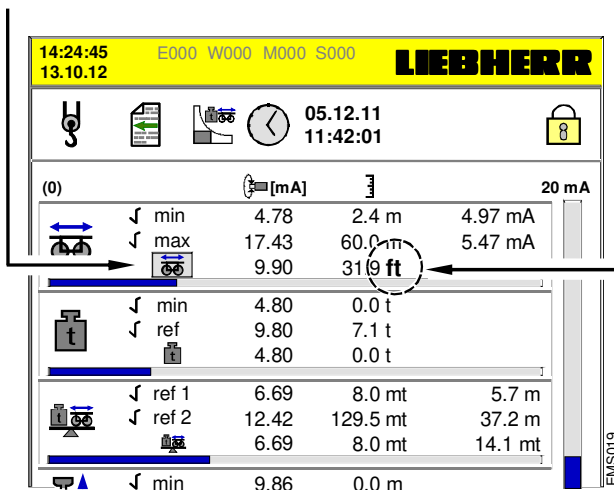 14:24:45 E000 W000 M000 S000 LIEBHERR
13.10.12
05.12.11
11:42:01
(0) [mA] 20 mA
min 4.78 2.4 m 4.97 mA
max 17.43 60.0 m 5.47 mA
9.90 31.9 ft
t min 4.80 0.0 t
ref 9.80 7.1 t
t 4.80 0.0 t
t ref 1 6.69 8.0 mt 5.7 m
ref 2 12.42 129.5 mt 37.2 m
6.69 8.0 mt 14.1 mt
min 9.86 0.0 m
EMS019